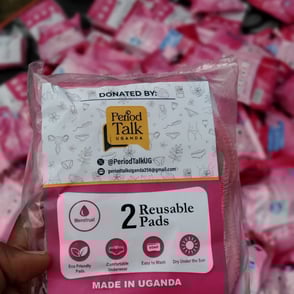 DONATED BY:
Period
Talk
UGANDA
@PeriodTalkUG
periodtalkuganda256@gmail.com
Menstrual
2 Reusable
Pads
Eco Friendly
Pads
Comfortable
Underwear
Easy to Wash
Dry Under the
Sun
MADE IN UGANDA